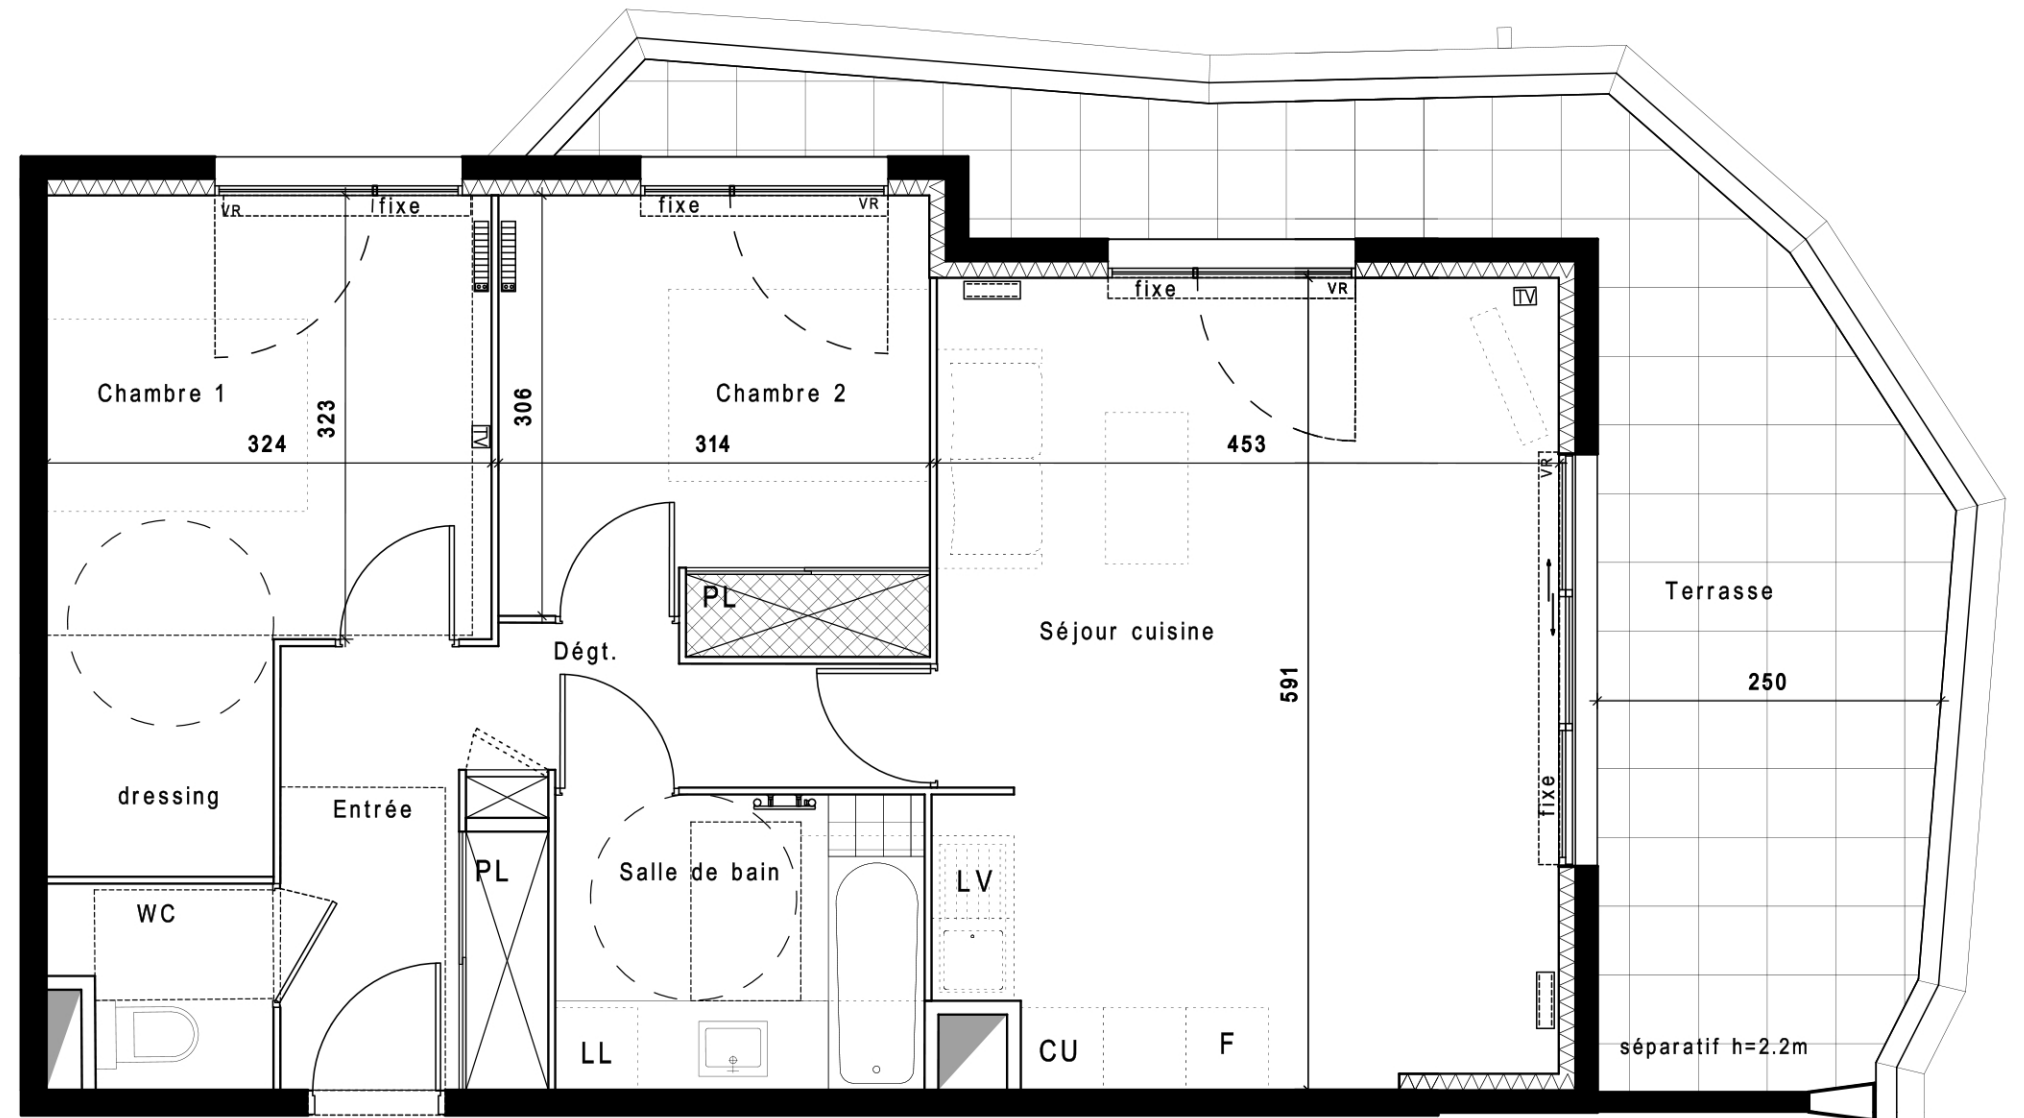 VR
fixe
fixe
VR
fixe
VR
TV
Chambre 1
323
306
Chambre 2
324
TV
314
453
VR
PL
Terrasse
Séjour cuisine
Dégt.
591
250
dressing
Entrée
fixe
PL
Salle de bain
LV
WC
LL
CU
F
séparatif h=2.2m